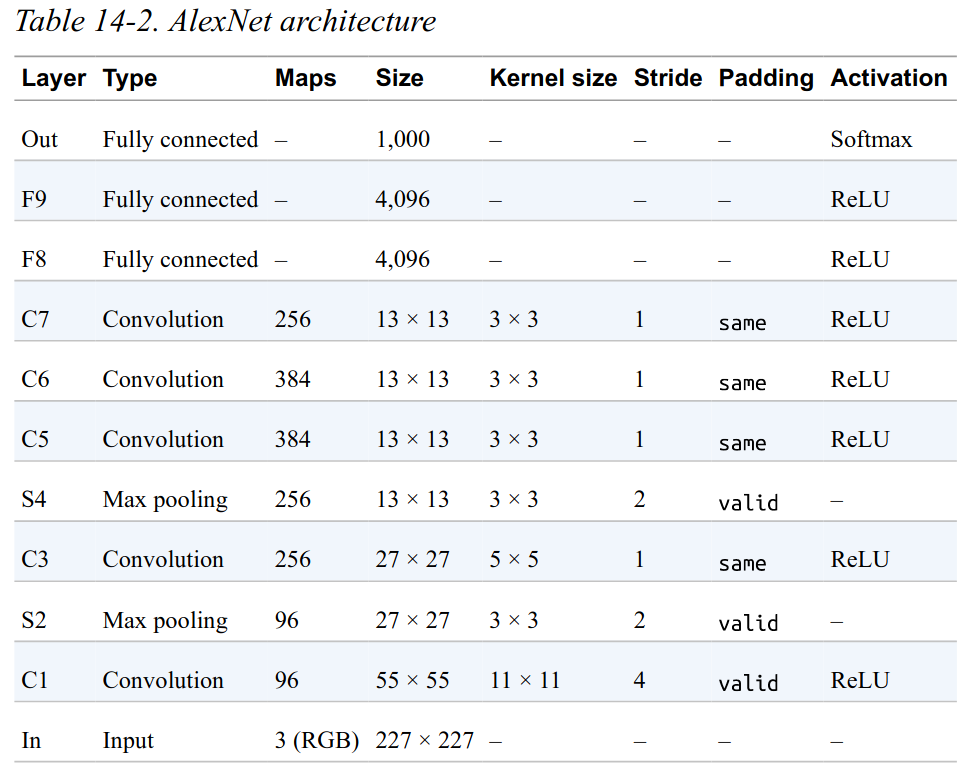 Table 14-2. AlexNet architecture
Layer Type Maps Size Kernel size Stride Padding Activation
Out Fully connected – 1,000 – – – Softmax
F9 Fully connected – 4,096 – – – ReLU
F8 Fully connected – 4,096 – – – ReLU
C7 Convolution 256 13 × 13 3 × 3 1 same ReLU
C6 Convolution 384 13 × 13 3 × 3 1 same ReLU
C5 Convolution 384 13 × 13 3 × 3 1 same ReLU
S4 Max pooling 256 13 × 13 3 × 3 2 valid –
C3 Convolution 256 27 × 27 5 × 5 1 same ReLU
S2 Max pooling 96 27 × 27 3 × 3 2 valid –
C1 Convolution 96 55 × 55 11 × 11 4 valid ReLU
In Input 3 (RGB) 227 × 227 – – – –